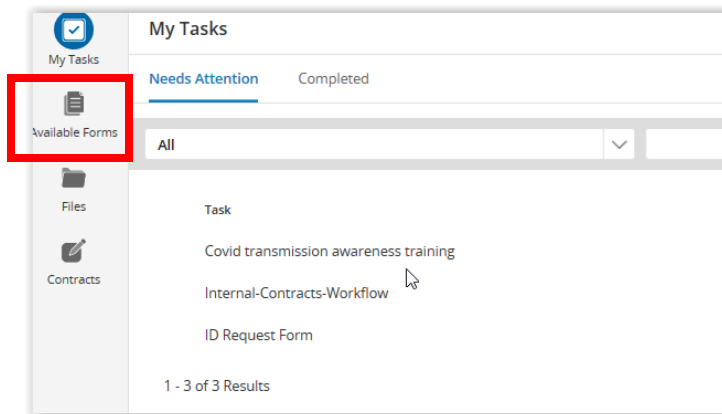 My Tasks
My Tasks
Needs Attention
Completed
Available Forms
All
Files
Task
Covid transmission awareness training
Contracts
Internal-Contracts-Workflow
ID Request Form
1 - 3 of 3 Results